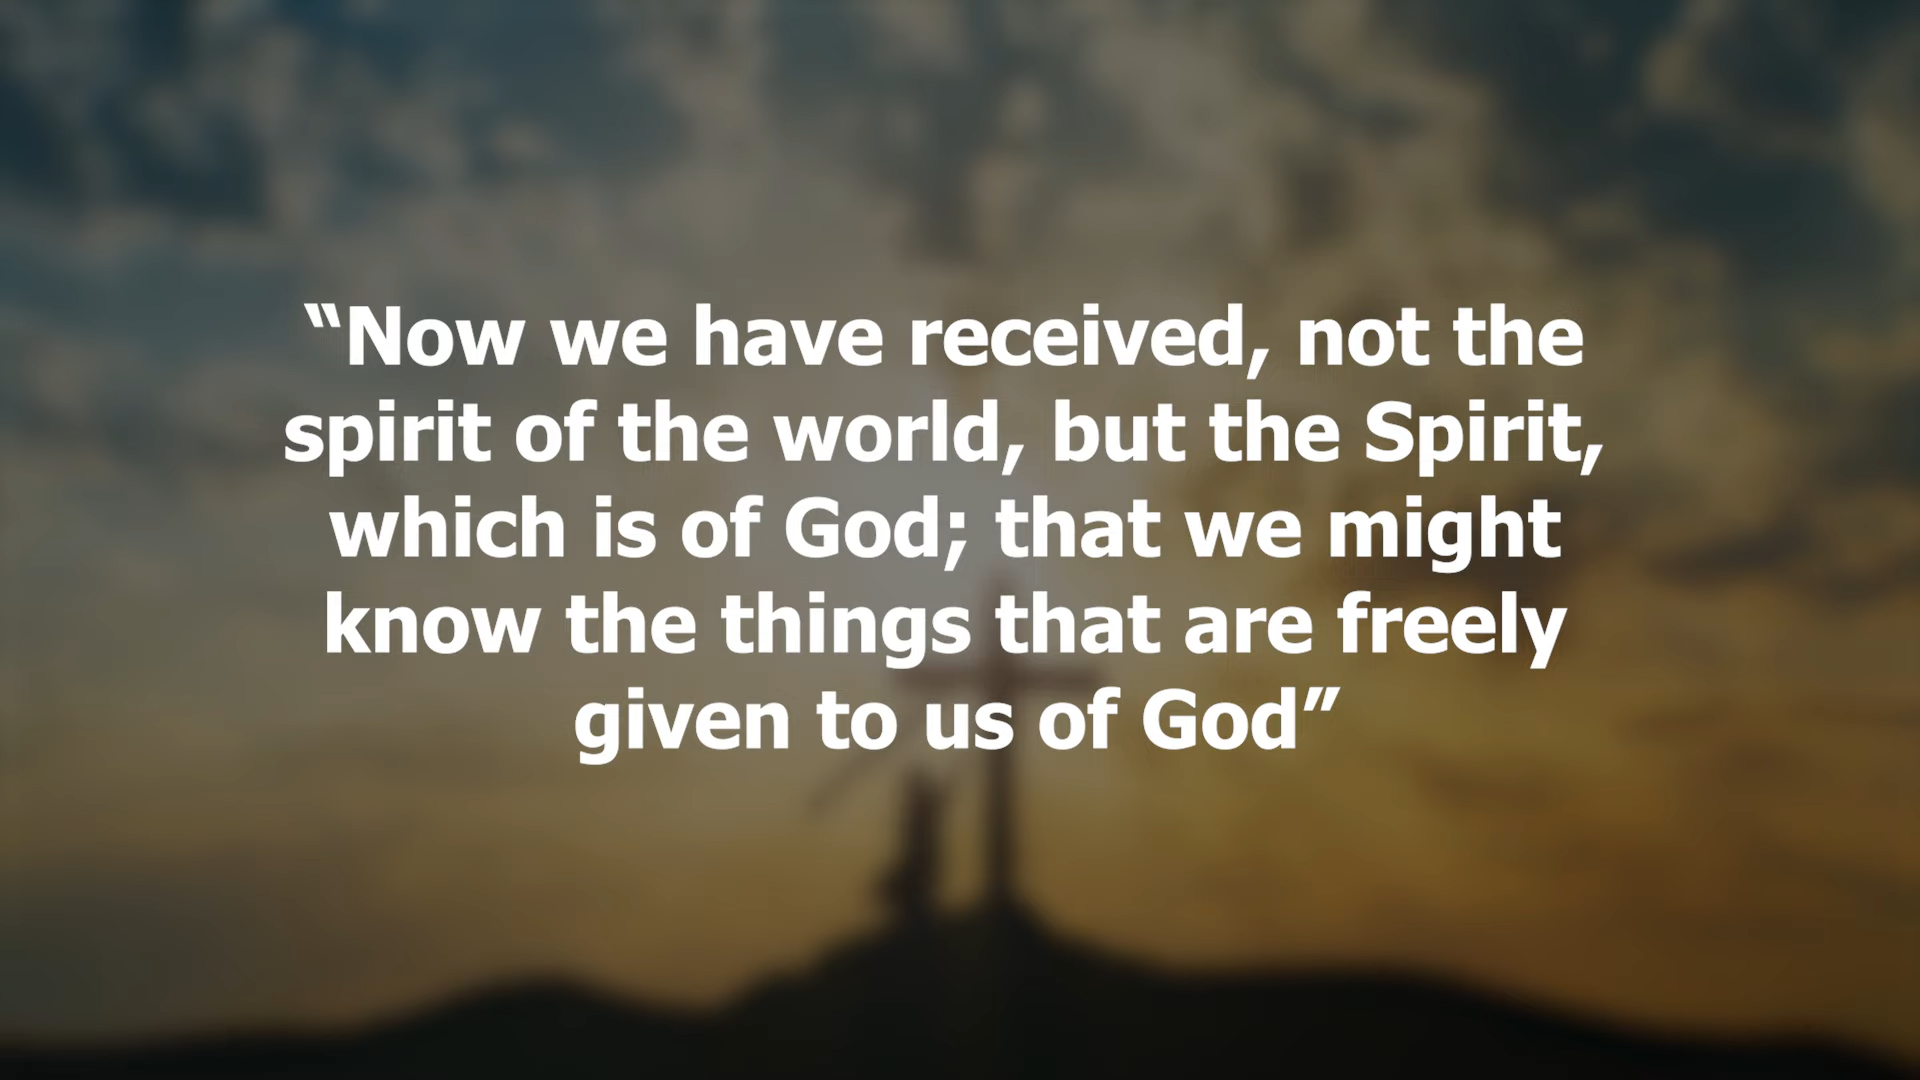 “Now we have received, not the
spirit of the world, but the Spirit,
which is of God; that we might
know the things that are freely
given to us of God”